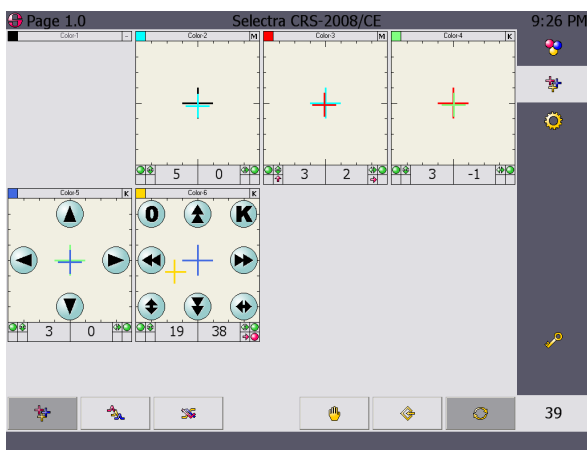 Page 1.0 Selectra CRS-2008/CE 9:26 PM
Color-1 - Color-2 M Color-3 M Color-4 K
5 0 3 2 3 -1
Color-5 K Color-6 K
0 K
3 0 19 38
39